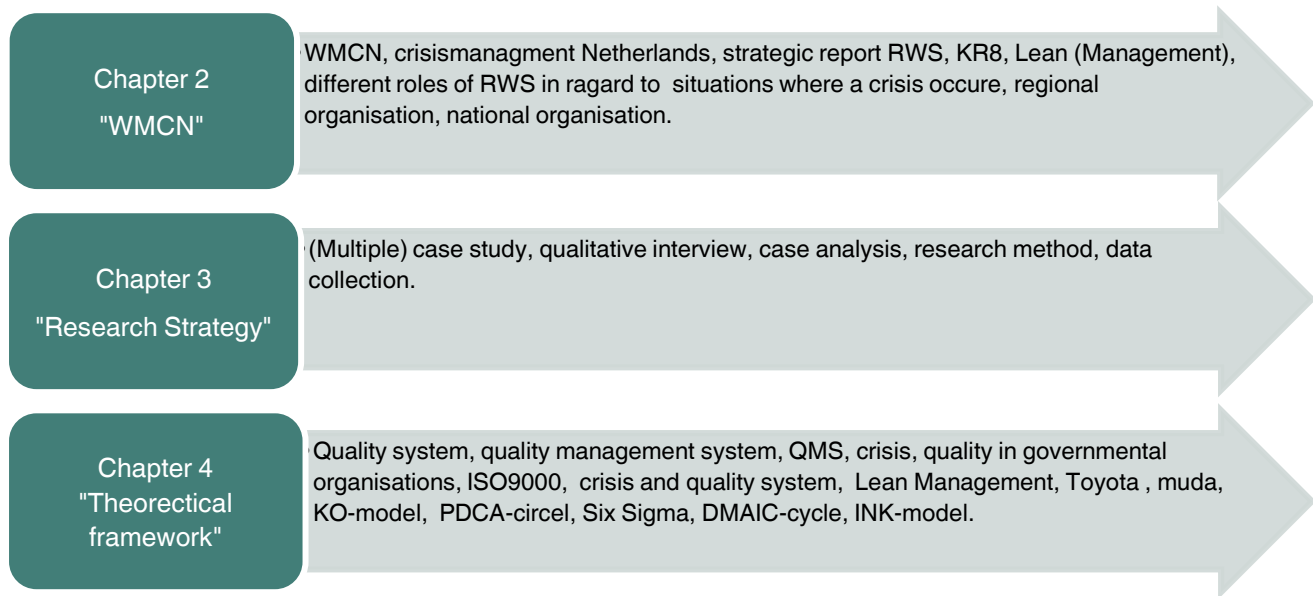 Chapter 2
"WMCN"
WMCN, crisismanagment Netherlands, strategic report RWS, KR8, Lean (Management),
different roles of RWS in ragard to situations where a crisis occure, regional
organisation, national organisation.
Chapter 3
"Research Strategy"
(Multiple) case study, qualitative interview, case analysis, research method, data
collection.
Chapter 4
"Theorectical
framework"
Quality system, quality management system, QMS, crisis, quality in governmental
organisations, ISO9000, crisis and quality system, Lean Management, Toyota , muda,
KO-model, PDCA-circel, Six Sigma, DMAIC-cycle, INK-model.